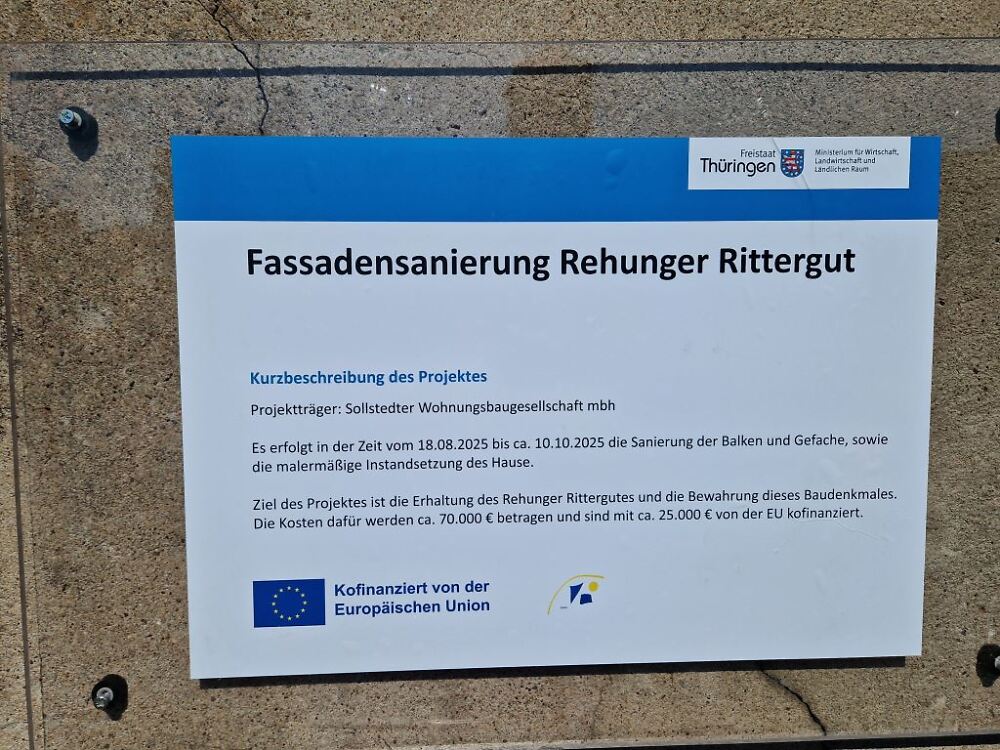 Freistaat
Thüringen
Ministerium für Wirtschaft,
Landwirtschaft und
Ländlichen Raum
Fassadensanierung Rehunger Rittergut
Kurzbeschreibung des Projektes
Projektträger: Sollstedter Wohnungsbaugesellschaft mbh
Es erfolgt in der Zeit vom 18.08.2025 bis ca. 10.10.2025 die Sanierung der Balken und Gefache, sowie
die malermäßige Instandsetzung des Hause.
Ziel des Projektes ist die Erhaltung des Rehunger Rittergutes und die Bewahrung dieses Baudenkmales.
Die Kosten dafür werden ca. 70.000 € betragen und sind mit ca. 25.000 € von der EU kofinanziert.
Kofinanziert von der
Europäischen Union